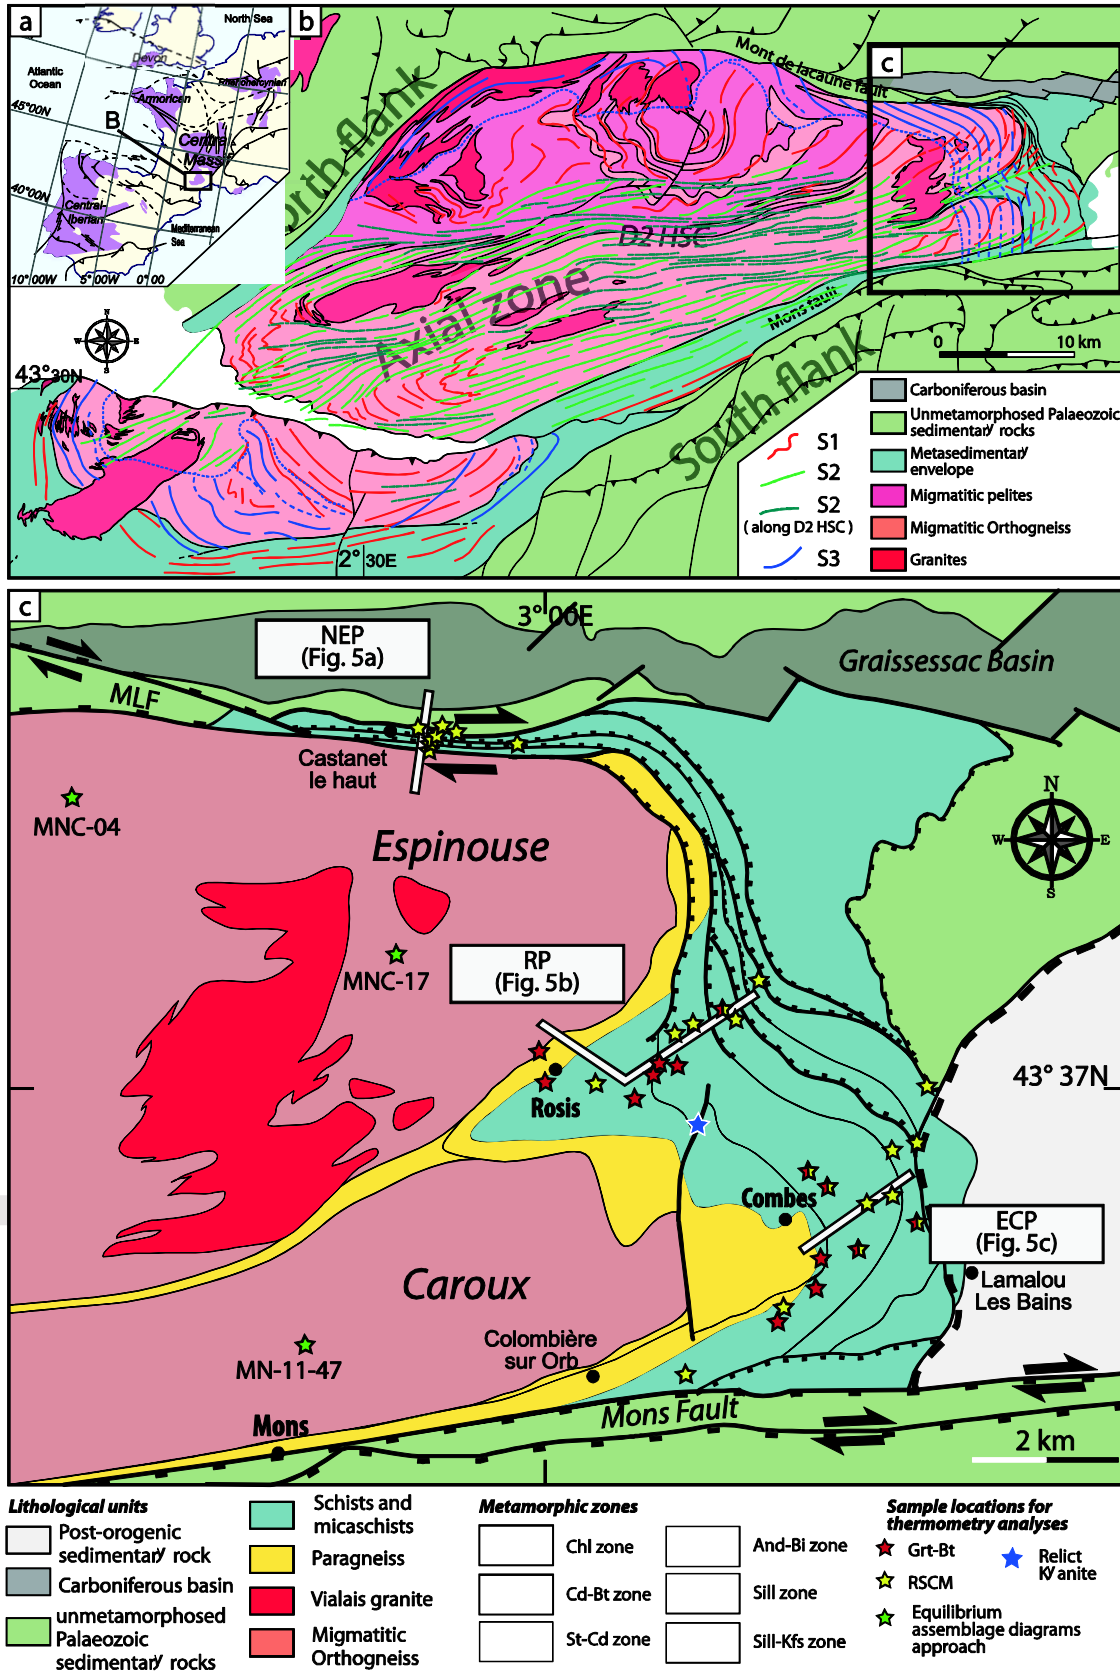 a
North Sea
Devon
Atlantic
Ocean
Rhenohercynian
Armorican
45°00N
B
Centre
Massif
40°00N
Central-
Iberian
Mediterranean
Sea
10°00W
5°00W
0°00
b
Mont de lacaune fault
c
North flank
D2 HSC
Axial zone
Mons fault
South flank
N
W
E
S
0
10 km
43°30N
2°30E
S1
S2
S2
( along D2 HSC )
S3
Carboniferous basin
Unmetamorphosed Palaeozoic
sedimentary rocks
Metasedimentary
envelope
Migmatitic pelites
Migmatitic Orthogneiss
Granites
c
3°00E
NEP
(Fig. 5a)
Graissessac Basin
MLF
Castanet
le haut
MNC-04
Espinouse
N
W
E
S
RP
(Fig. 5b)
MNC-17
43° 37N
Rosis
Combes
ECP
(Fig. 5c)
Caroux
Lamalou
Les Bains
Colombière
sur Orb
MN-11-47
Mons
Mons Fault
2 km
Lithological units
Post-orogenic
sedimentary rock
Carboniferous basin
unmetamorphosed
Palaeozoic
sedimentary rocks
Schists and
micaschists
Paragneiss
Vialais granite
Migmatitic
Orthogneiss
Metamorphic zones
Chl zone
Cd-Bt zone
St-Cd zone
And-Bi zone
Sill zone
Sill-Kfs zone
Sample locations for
thermometry analyses
Grt-Bt
RSCM
Equilibrium
assemblage diagrams
approach
Relict
Kyanite